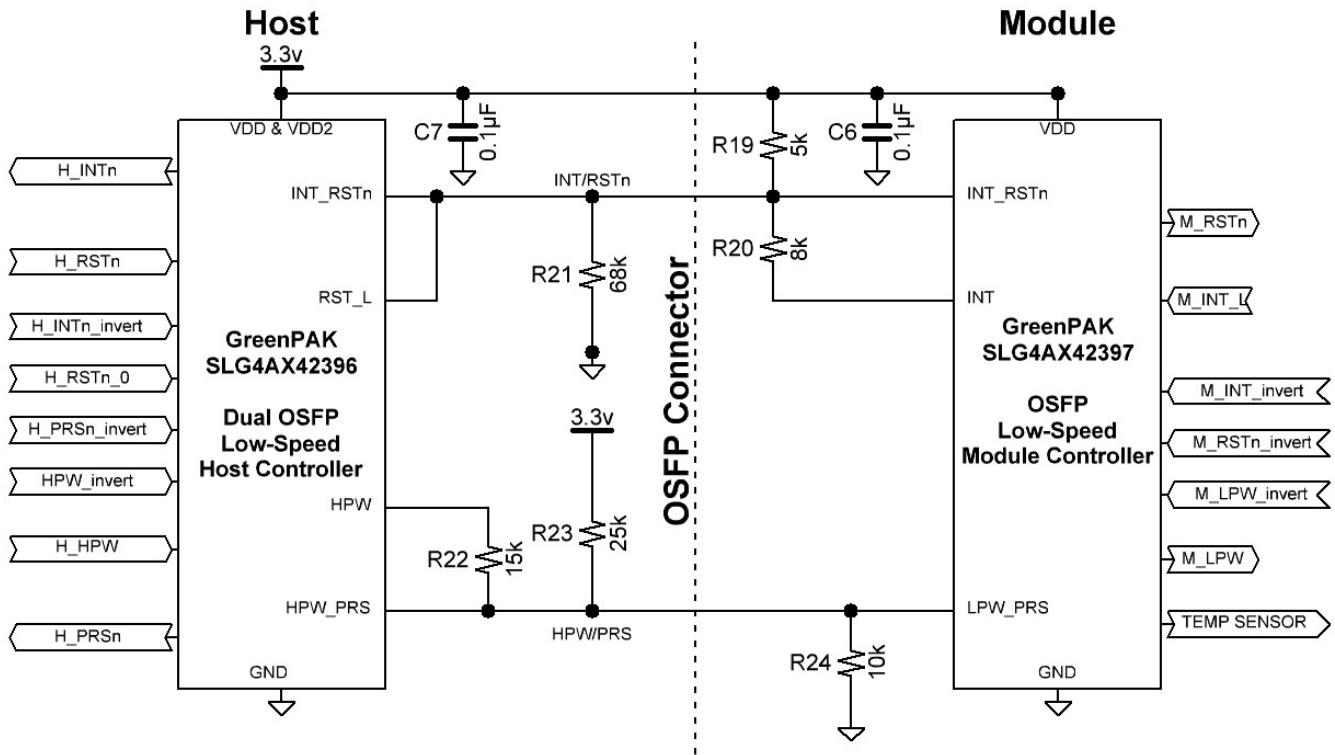 Host
Module
3.3v
VDD & VDD2
C7
0.1µF
R19
5k
C6
0.1µF
VDD
H_INTn
INT_RSTn
INT/RSTn
INT_RSTn
M_RSTn
H_RSTn
R21
68k
R20
8k
RST_L
INT
M_INT_L
H_INTn_invert
GreenPAK
SLG4AX42396
GreenPAK
SLG4AX42397
H_RSTn_0
M_INT_invert
Dual OSFP
Low-Speed
Host Controller
3.3v
OSFP Connector
OSFP
Low-Speed
Module Controller
H_PRSn_invert
M_RSTn_invert
HPW_invert
M_LPW_invert
HPW
R22
15k
R23
25k
H_HPW
M_LPW
HPW_PRS
HPW/PRS
LPW_PRS
H_PRSn
TEMP SENSOR
R24
10k
GND
GND